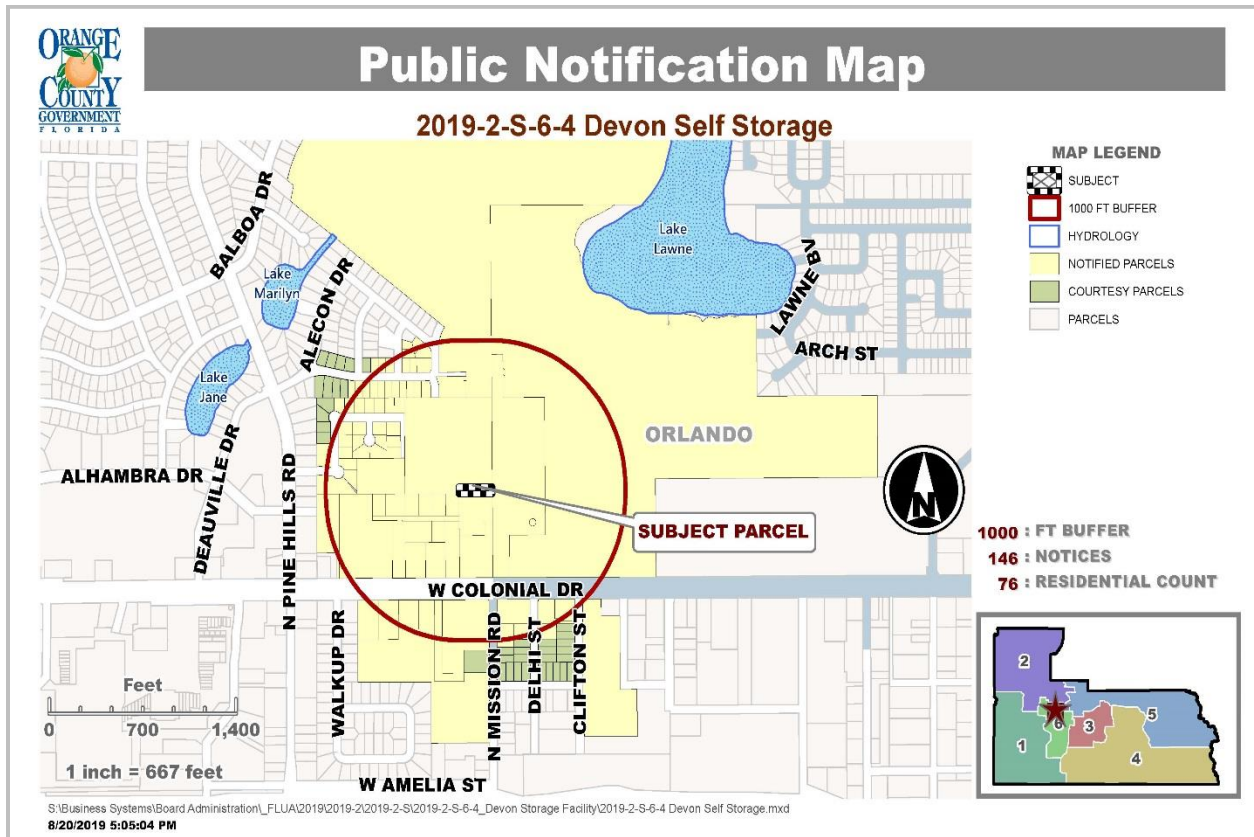 ORANGE
COUNTY
GOVERNMENT
FLORIDA
Public Notification Map
2019-2-S-6-4 Devon Self Storage
MAP LEGEND
SUBJECT
1000 FT BUFFER
HYDROLOGY
NOTIFIED PARCELS
COURTESY PARCELS
PARCELS
BALBOA DR
Lake
Marilyn
ALECON DR
Lake
Jane
Lake
Lawne
LAWNE BV
ARCH ST
ORLANDO
ALHAMBRA DR
DEAUVILLE DR
N PINE HILLS RD
SUBJECT PARCEL
N
W COLONIAL DR
WALKUP DR
N MISSION RD
DELHI ST
CLIFTON ST
W AMELIA ST
1000 : FT BUFFER
146 : NOTICES
76 : RESIDENTIAL COUNT
Feet
0 700 1,400
1 inch = 667 feet
2
1
6
3
5
4
S:\Business Systems\Board Administration\_FLUA\2019\2019-2\2019-2-S\2019-2-S-6-4_Devon Storage Facility\2019-2-S-6-4 Devon Self Storage.mxd
8/20/2019 5:05:04 PM